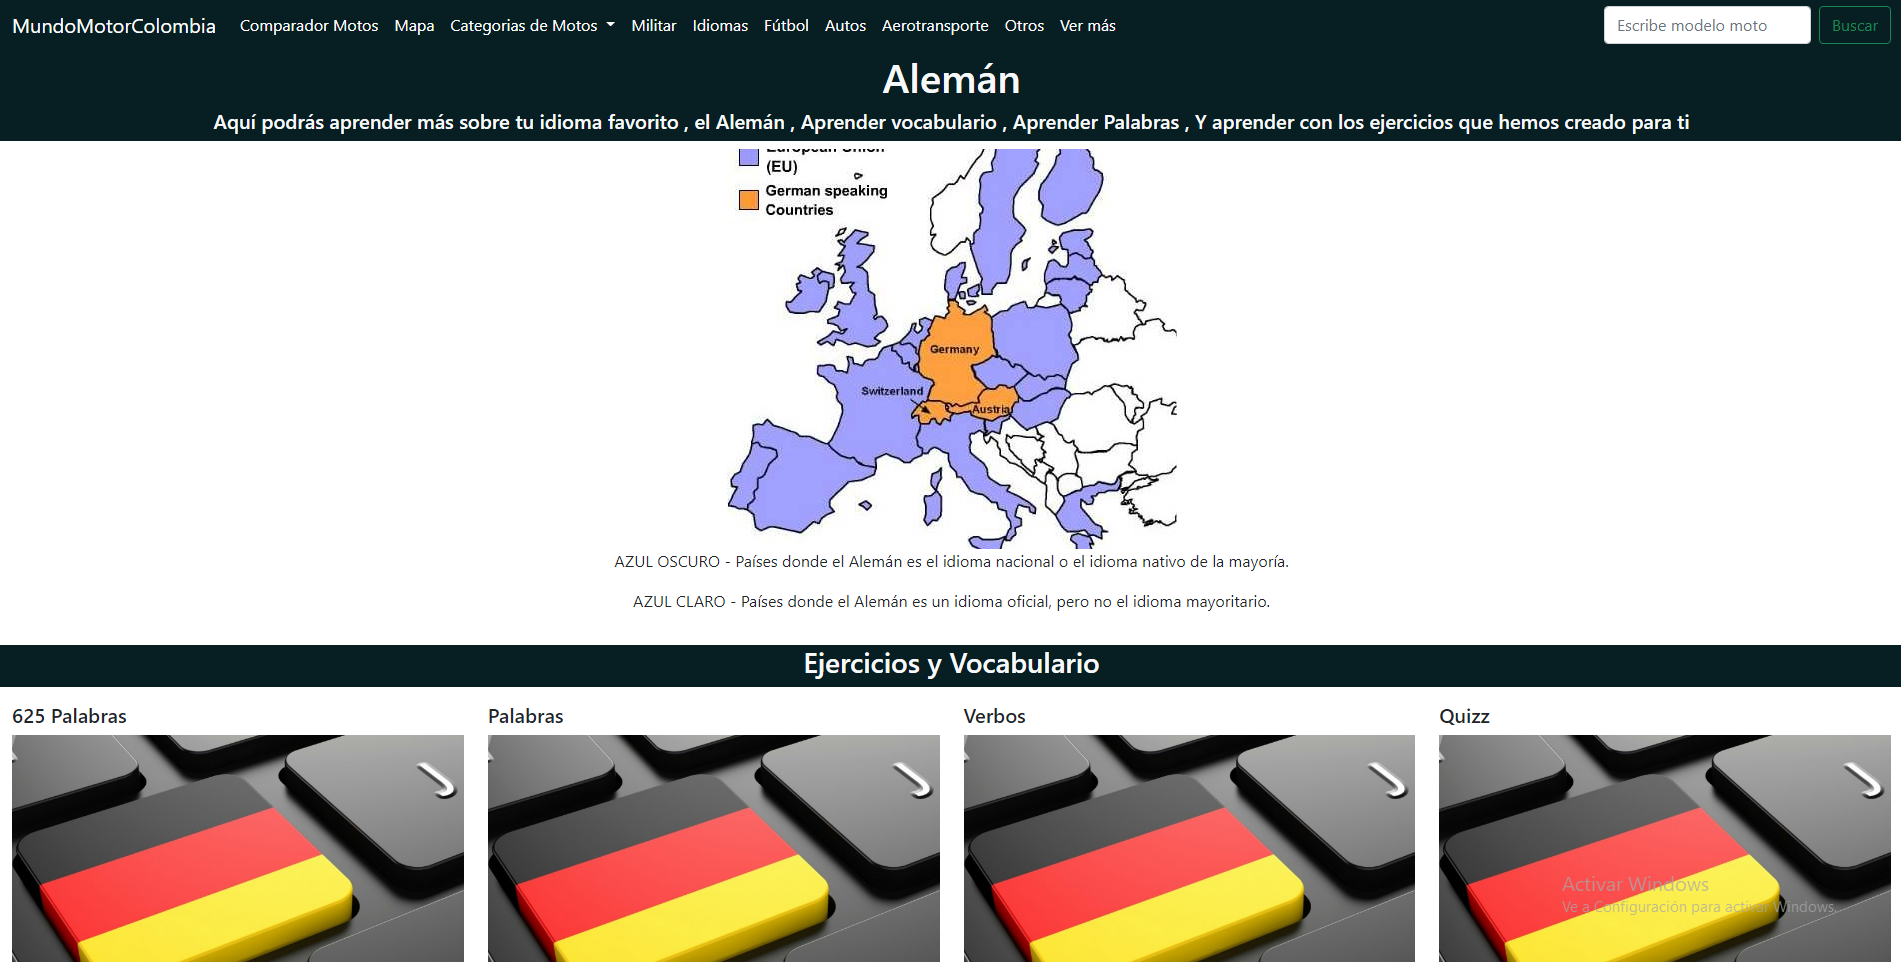 MundoMotorColombia Comparador Motos Mapa Categorias de Motos Militar Idiomas Fútbol Autos Aerotransporte Otros Ver más Escribe modelo moto Buscar
Alemán
Aquí podrás aprender más sobre tu idioma favorito , el Alemán , Aprender vocabulario , Aprender Palabras , Y aprender con los ejercicios que hemos creado para ti
European Union
(EU)
German speaking
Countries
Germany
Switzerland
Austria
AZUL OSCURO - Países donde el Alemán es el idioma nacional o el idioma nativo de la mayoría.
AZUL CLARO - Países donde el Alemán es un idioma oficial, pero no el idioma mayoritario.
Ejercicios y Vocabulario
625 Palabras Palabras Verbos Quizz
Activar Windows
Ve a Configuración para activar Windows.